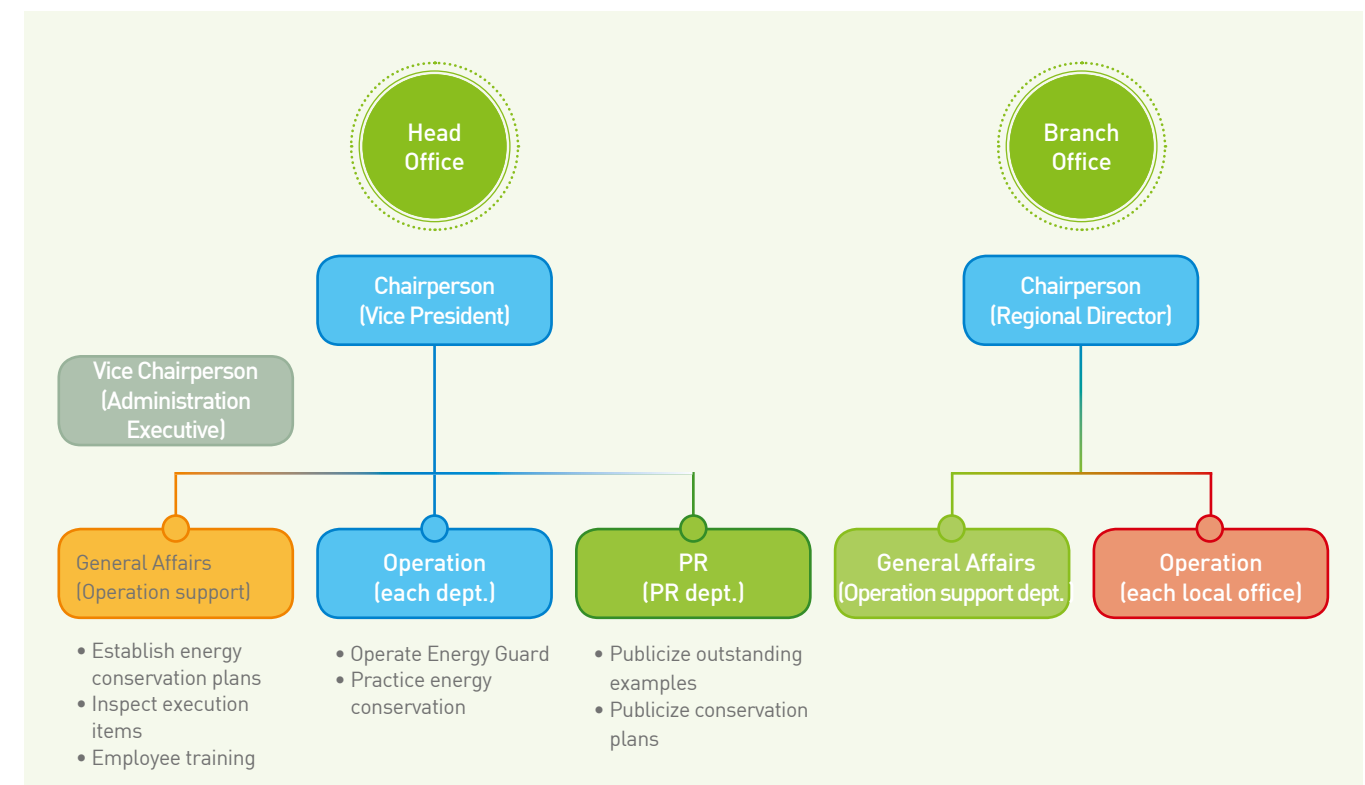 Head
Office
Branch
Office
Chairperson
(Vice President)
Chairperson
(Regional Director)
Vice Chairperson
(Administration
Executive)
General Affairs
(Operation support)
Operation
(each dept.)
PR
(PR dept.)
General Affairs
(Operation support dept.
Operation
(each local office)
• Establish energy
conservation plans
• Inspect execution
items
• Employee training
• Operate Energy Guard
• Practice energy
conservation
• Publicize outstanding
examples
• Publicize conservation
plans